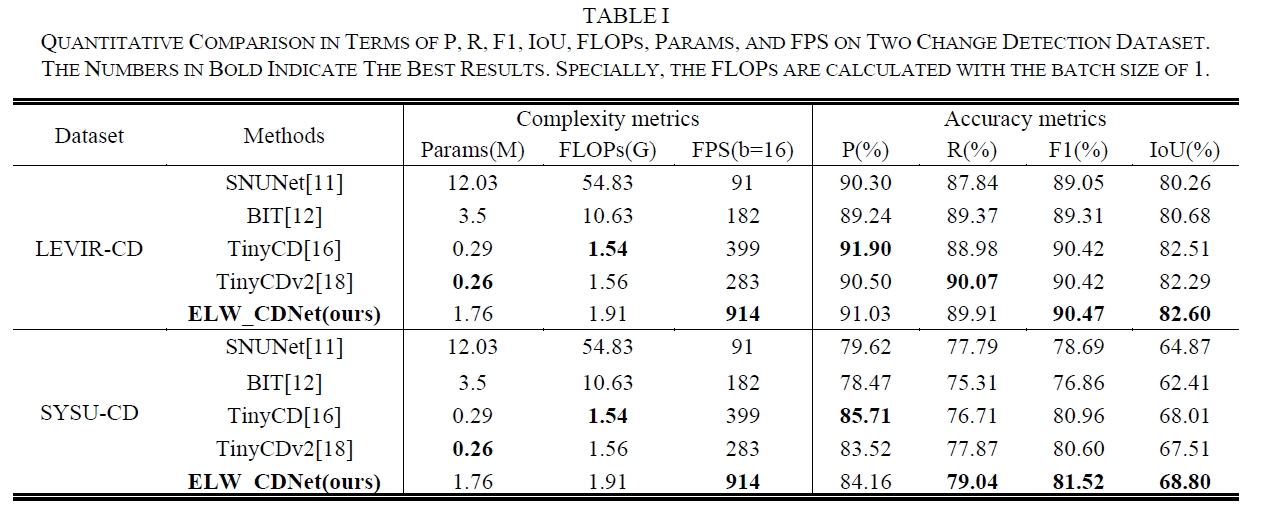 TABLE I
QUANTITATIVE COMPARISON IN TERMS OF P, R, F1, IOU, FLOPS, PARAMS, AND FPS ON TWO CHANGE DETECTION DATASET.
THE NUMBERS IN BOLD INDICATE THE BEST RESULTS. SPECIALLY, THE FLOPS ARE CALCULATED WITH THE BATCH SIZE OF 1.
Dataset Methods Complexity metrics Accuracy metrics
Params(M) FLOPs(G) FPS(b=16) P(%) R(%) F1(%) IoU(%)
LEVIR-CD
SNUNet[11] 12.03 54.83 91 90.30 87.84 89.05 80.26
BIT[12] 3.5 10.63 182 89.24 89.37 89.31 80.68
TinyCD[16] 0.29 1.54 399 91.90 88.98 90.42 82.51
TinyCDv2[18] 0.26 1.56 283 90.50 90.07 90.42 82.29
ELW_CDNet(ours) 1.76 1.91 914 91.03 89.91 90.47 82.60
SYSU-CD
SNUNet[11] 12.03 54.83 91 79.62 77.79 78.69 64.87
BIT[12] 3.5 10.63 182 78.47 75.31 76.86 62.41
TinyCD[16] 0.29 1.54 399 85.71 76.71 80.96 68.01
TinyCDv2[18] 0.26 1.56 283 83.52 77.87 80.60 67.51
ELW_CDNet(ours) 1.76 1.91 914 84.16 79.04 81.52 68.80